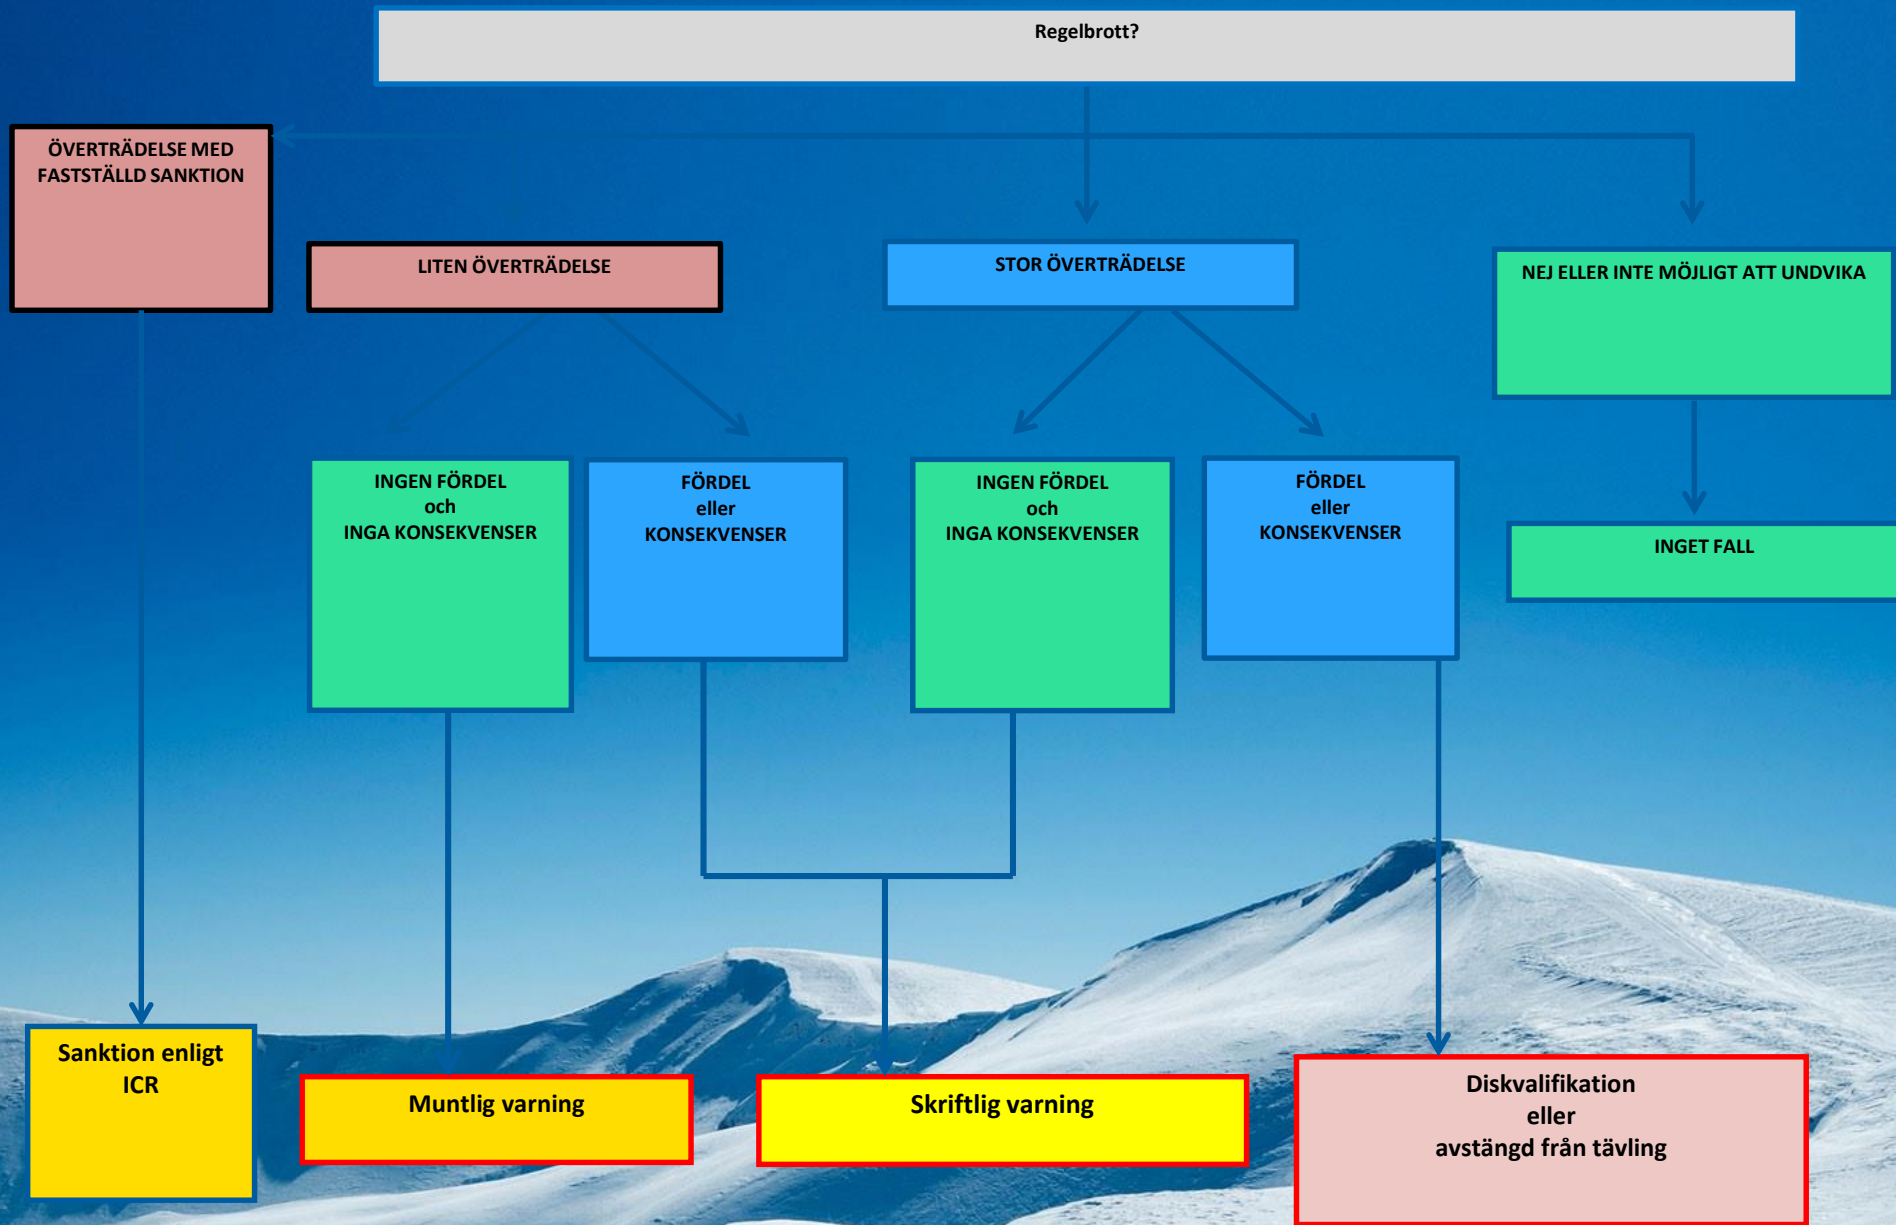 Regelbrott?
ÖVERTRÄDELSE MED
FASTSTÄLLD SANKTION
LITEN ÖVERTRÄDELSE
STOR ÖVERTRÄDELSE
NEJ ELLER INTE MÖJLIGT ATT UNDVIKA
INGEN FÖRDEL
och
INGA KONSEKVENSER
FÖRDEL
eller
KONSEKVENSER
INGEN FÖRDEL
och
INGA KONSEKVENSER
FÖRDEL
eller
KONSEKVENSER
INGET FALL
Sanktion enligt
ICR
Muntlig varning
Skriftlig varning
Diskvalifikation
eller
avstängd från tävling